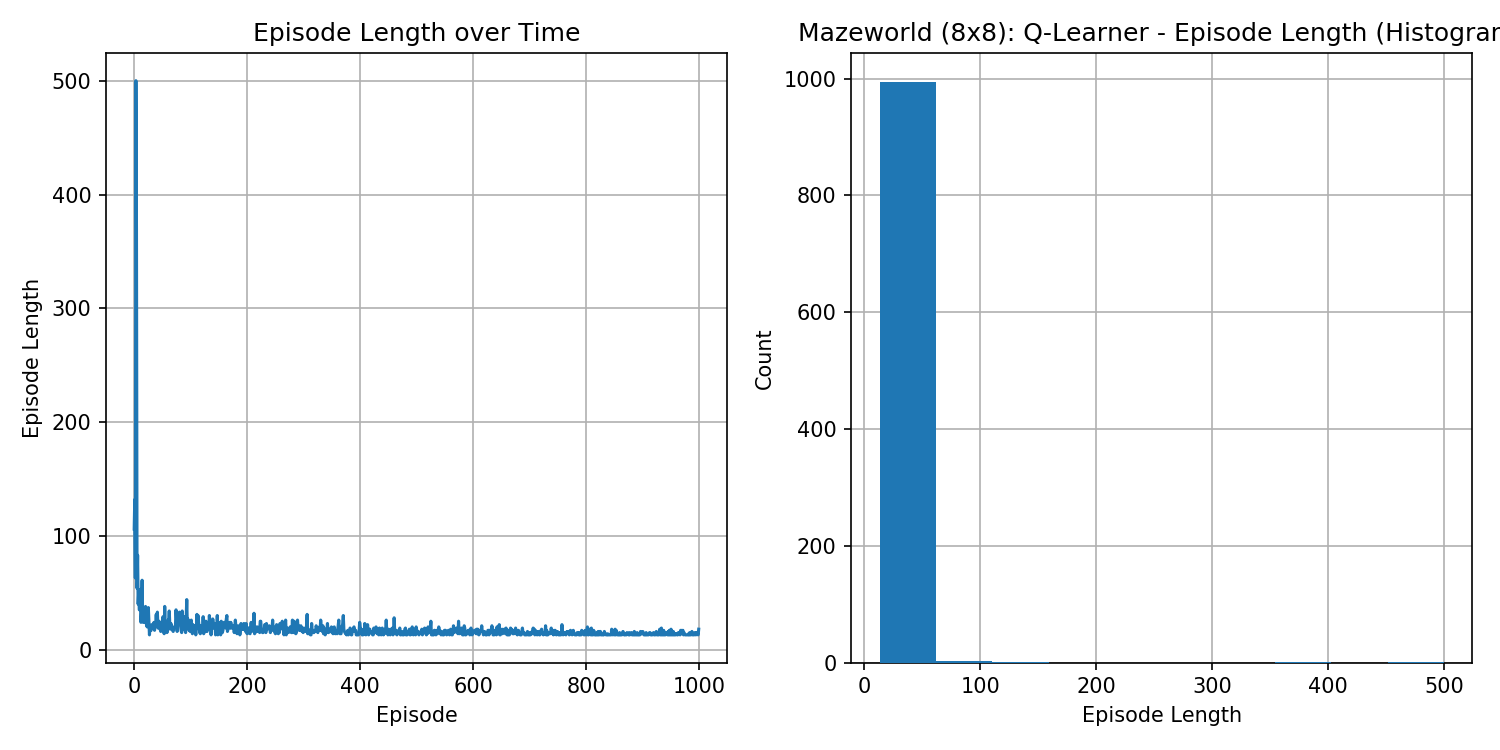 Episode Length over Time
500
400
300
200
100
0
Episode Length
0 200 400 600 800 1000
Episode
Mazeworld (8x8): Q-Learner - Episode Length (Histogra
1000
800
600
400
200
0
Count
0 100 200 300 400 500
Episode Length